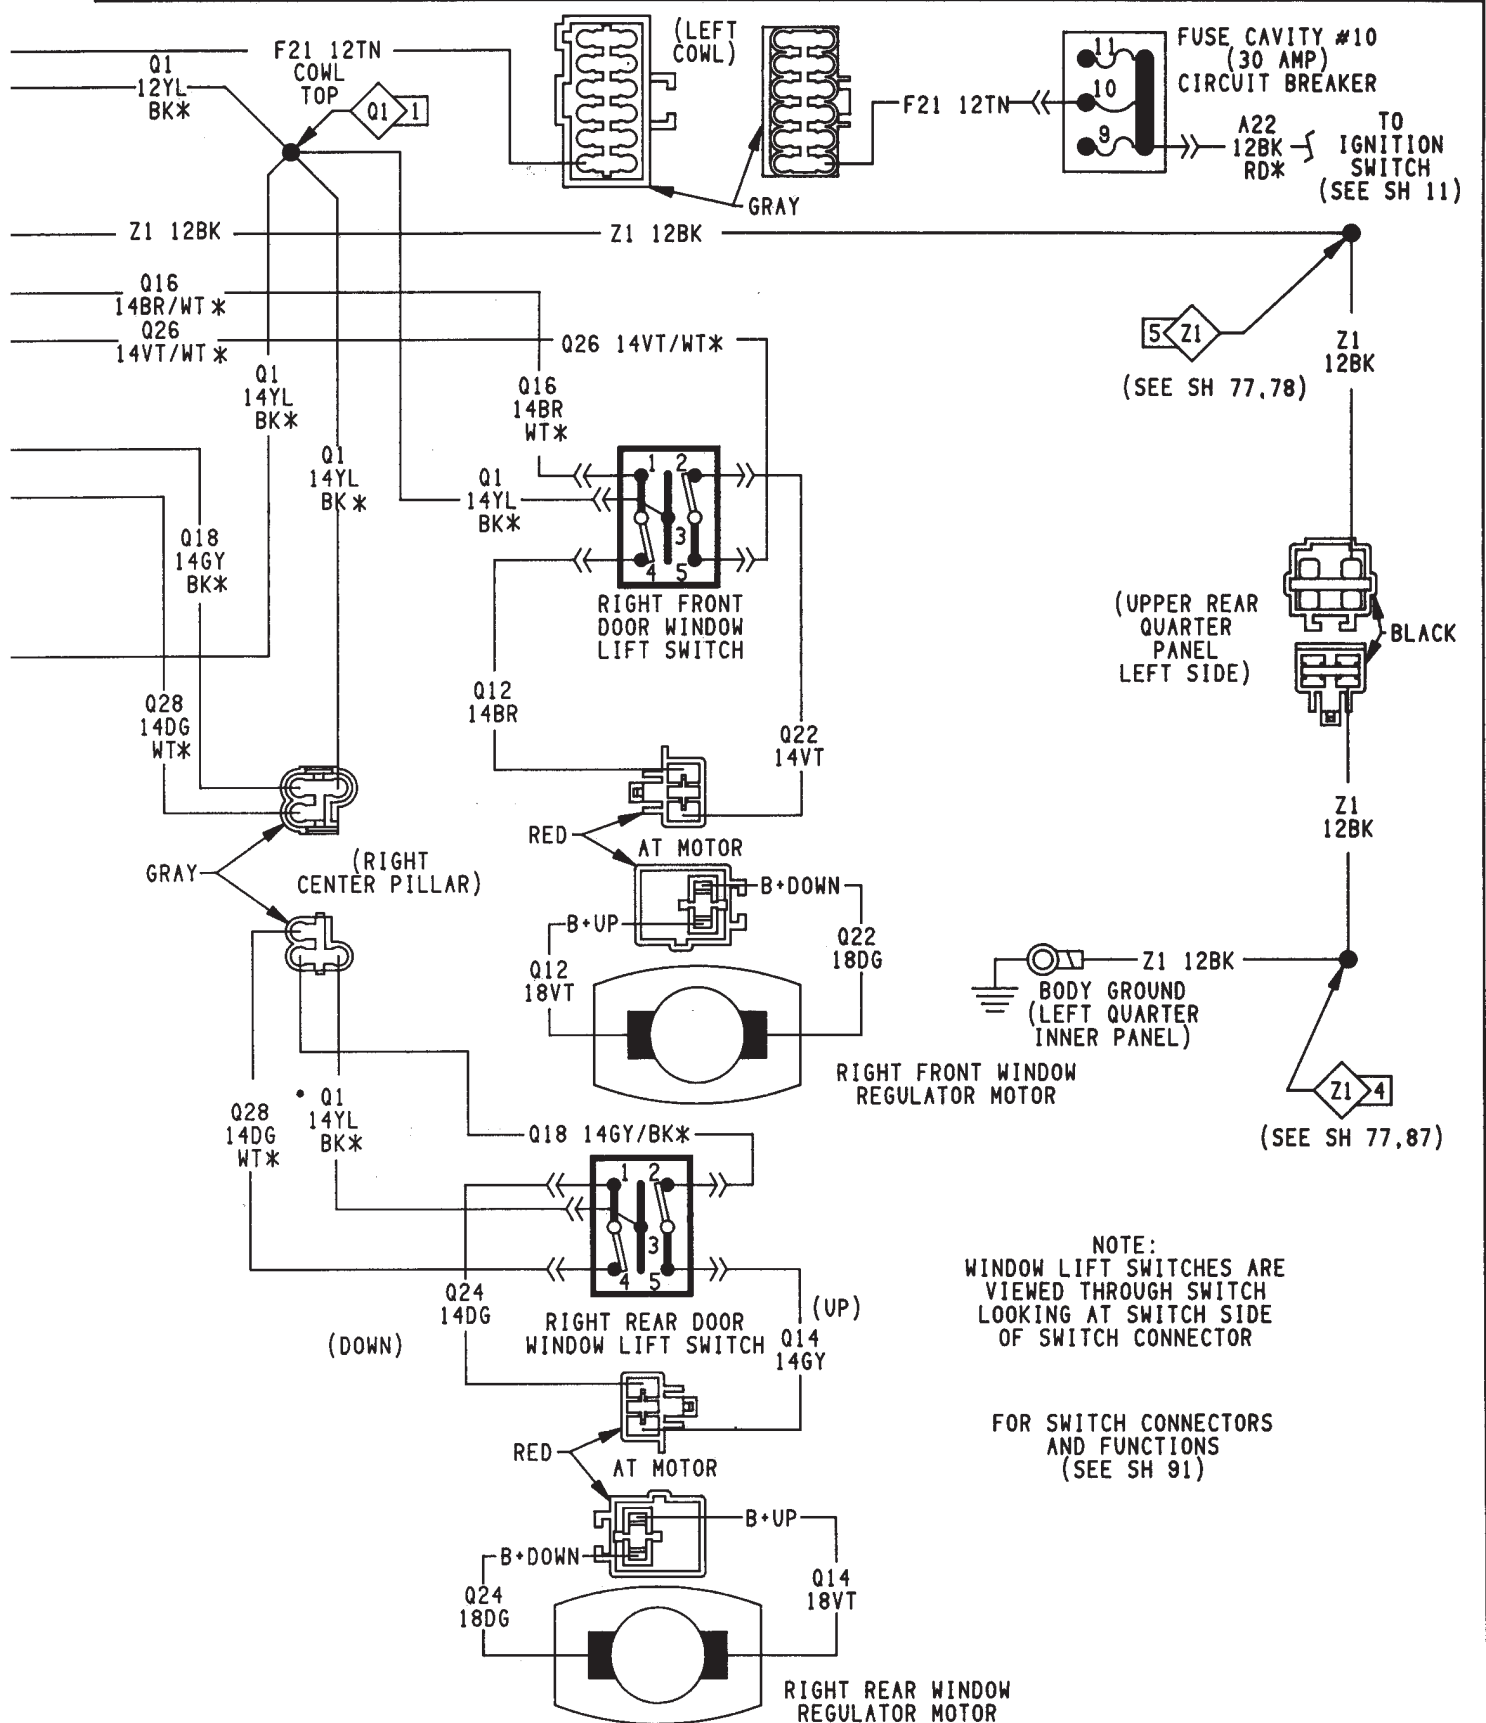 F21 12TN
Q1
12YL
BK*
COWL
TOP
Q1
1
(LEFT
COWL)
GRAY
F21 12TN
11
10
9
FUSE CAVITY #10
(30 AMP)
CIRCUIT BREAKER
A22
12BK
RD*
TO
IGNITION
SWITCH
(SEE SH 11)
Z1 12BK
Z1 12BK
Q16
14BR/WT*
Q26
14VT/WT*
Q26 14VT/WT*
5
Z1
(SEE SH 77,78)
Z1
12BK
Q1
14YL
BK*
Q16
14BR
WT*
Q1
14YL
BK*
Q1
14YL
BK*
1
2
3
4
5
RIGHT FRONT
DOOR WINDOW
LIFT SWITCH
Q18
14GY
BK*
(UPPER REAR
QUARTER
PANEL
LEFT SIDE)
BLACK
Q28
14DG
WT*
Q12
14BR
Q22
14VT
RED
AT MOTOR
Z1
12BK
GRAY
(RIGHT
CENTER PILLAR)
B+DOWN
B+UP
Q12
18VT
Q22
18DG
Z1 12BK
BODY GROUND
(LEFT QUARTER
INNER PANEL)
RIGHT FRONT WINDOW
REGULATOR MOTOR
Z1
4
(SEE SH 77,87)
Q28
14DG
WT*
Q1
14YL
BK*
Q18 14GY/BK*
1
2
3
4
5
Q24
14DG
(DOWN)
RIGHT REAR DOOR
WINDOW LIFT SWITCH
(UP)
Q14
14GY
NOTE:
WINDOW LIFT SWITCHES ARE
VIEWED THROUGH SWITCH
LOOKING AT SWITCH SIDE
OF SWITCH CONNECTOR
FOR SWITCH CONNECTORS
AND FUNCTIONS
(SEE SH 91)
RED
AT MOTOR
B+UP
B+DOWN
Q24
18DG
Q14
18VT
RIGHT REAR WINDOW
REGULATOR MOTOR